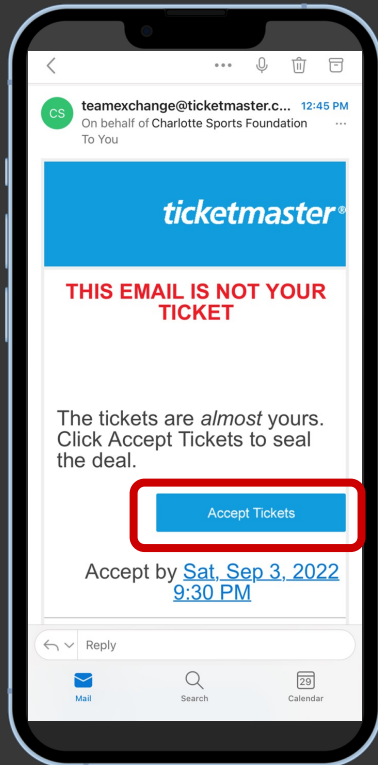 teamexchange@ticketmaster.c... 12:45 PM
CS
On behalf of Charlotte Sports Foundation
To You
ticketmaster®
THIS EMAIL IS NOT YOUR
TICKET
The tickets are almost yours.
Click Accept Tickets to seal
the deal.
Accept Tickets
Accept by Sat, Sep 3, 2022
9:30 PM
Reply
29
Mail Search Calendar